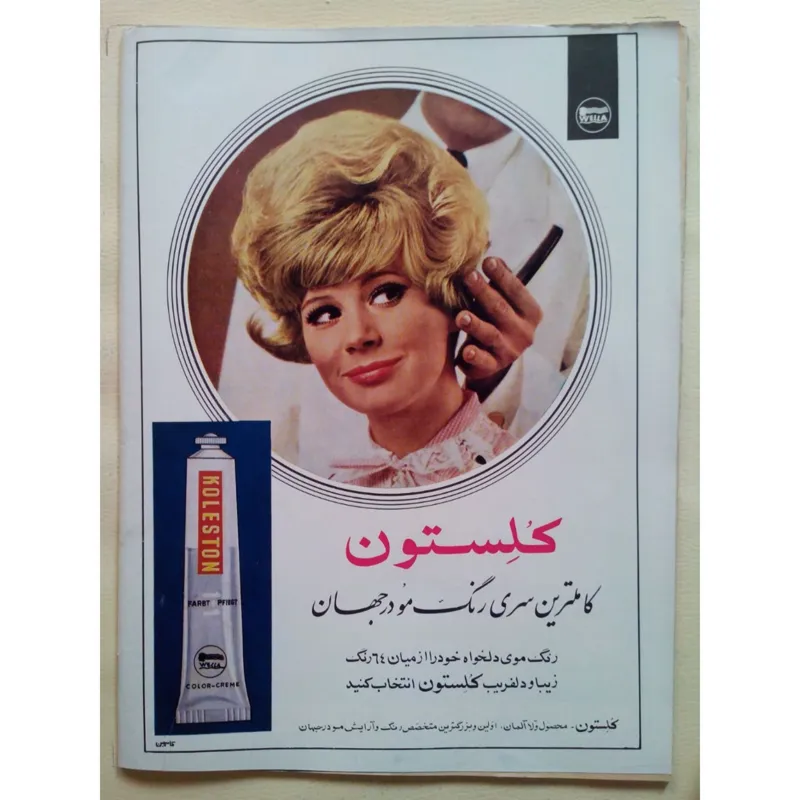 WELLA
KOLESTON
FARBT PFLEGT
WELLA
COLOR-CREME
کُلِستون
کاملترین سری رنگ مو در جهان
رنگ موی دلخواه خود را از میان ٦٤ رنگ
زیبا و دلفریب کلستون انتخاب کنید
کلستون - محصول ولا آلمان، اولین و بزرگترین متخصص رنگ و آرایش مو در جهان